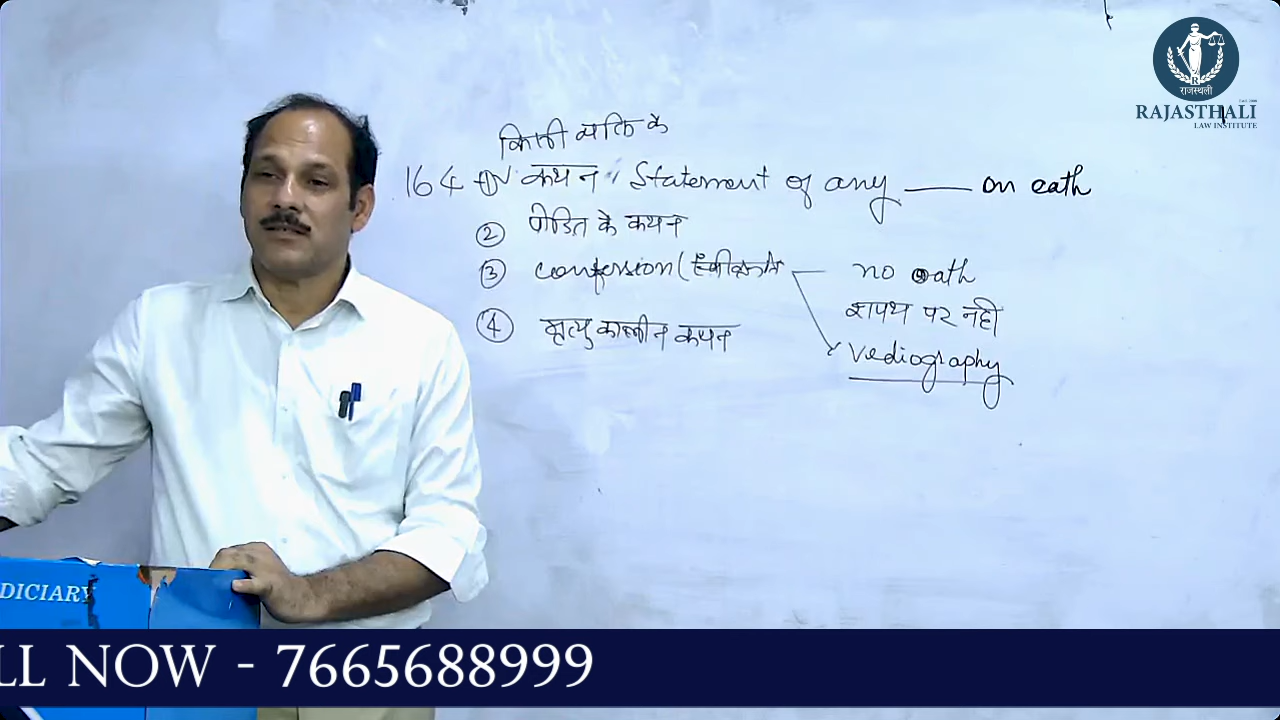 राजस्थली
RAJASTHALI
LAW INSTITUTE
किसी व्यक्ति के
164 कथन Statement of any —— on oath
② पीडित के कथन
③ confession (
no oath
शपथ पर नही
④ मृत्यु कालीन कथन
Vediography
DICIARY
LL NOW - 7665688999